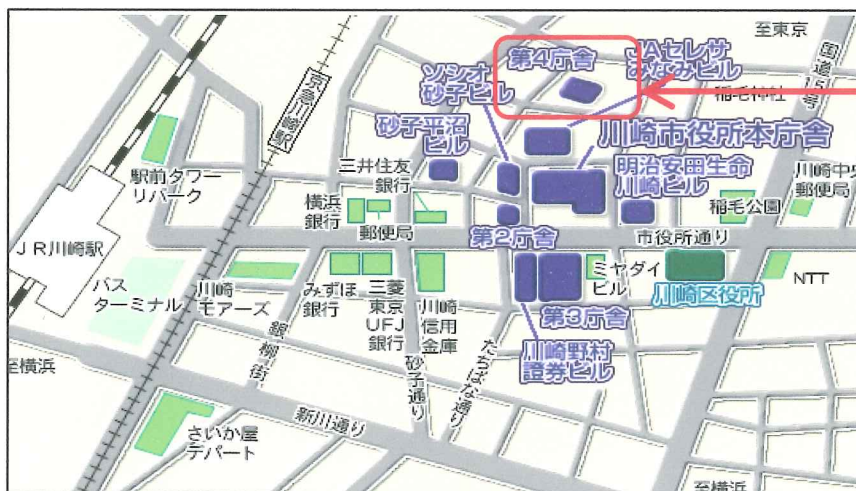 至東京
国道15号
第4庁舎
JAセレサ
みなみビル
ソシオ
砂子ビル
稲毛神社
京急川崎駅
砂子平沼
ビル
川崎市役所本庁舎
三井住友
銀行
明治安田生命
川崎ビル
川崎中央
郵便局
駅前タワー
リパーク
横浜
銀行
稲毛公園
郵便局
第2庁舎
市役所通り
JR川崎駅
バス
ターミナル
川崎
モアーズ
みずほ
銀行
三菱
東京
UFJ
銀行
川崎
信用
金庫
ミヤダイ
ビル
川崎区役所
NTT
第3庁舎
川崎野村
證券ビル
銀柳街
砂子通り
たちばな通り
至横浜
新川通り
さいか屋
デパート
至横浜